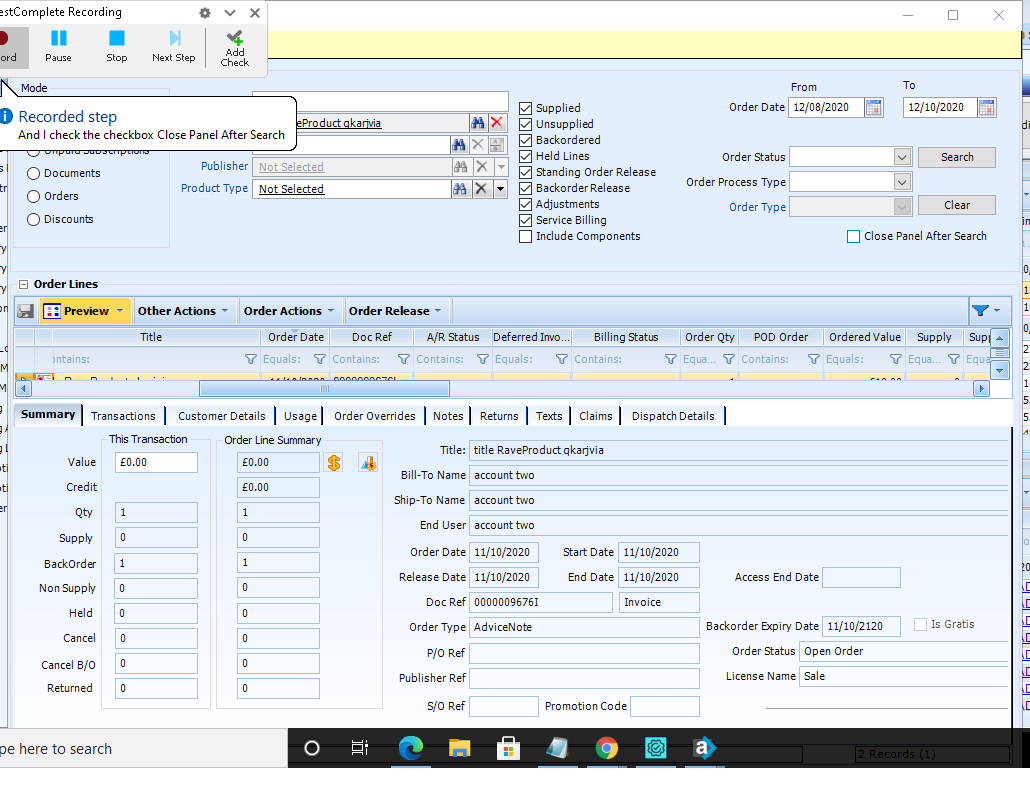 estComplete Recording
ord
Pause
Stop
Next Step
Add
Check
Recorded step
And I check the checkbox Close Panel After Search
Mode
Documents
Orders
Discounts
eProduct qkarjvia
Publisher
Not Selected
Product Type
Not Selected
Supplied
Unsupplied
Backordered
Held Lines
Standing Order Release
Backorder Release
Adjustments
Service Billing
Include Components
From
To
Order Date
12/08/2020
12/10/2020
Order Status
Search
Order Process Type
Order Type
Clear
Close Panel After Search
Order Lines
Preview
Other Actions
Order Actions
Order Release
Title
Order Date
Doc Ref
A/R Status
Deferred Invo...
Billing Status
Order Qty
POD Order
Ordered Value
Supply
Supp
ontains:
Equals:
Contains:
Contains:
Equals:
Contains:
Equa...
Contains:
Equals:
Equa...
Equa
Summary
Transactions
Customer Details
Usage
Order Overrides
Notes
Returns
Texts
Claims
Dispatch Details
This Transaction
Order Line Summary
Value £0.00 £0.00
Credit £0.00
Qty 1 1
Supply 0 0
BackOrder 1 1
Non Supply 0 0
Held 0 0
Cancel 0 0
Cancel B/O 0 0
Returned 0 0
Title: title RaveProduct qkarjvia
Bill-To Name account two
Ship-To Name account two
End User account two
Order Date 11/10/2020 Start Date 11/10/2020
Release Date 11/10/2020 End Date 11/10/2020 Access End Date
Doc Ref 0000009676I Invoice
Order Type AdviceNote Backorder Expiry Date 11/10/2120 Is Gratis
P/O Ref Order Status Open Order
Publisher Ref License Name Sale
S/O Ref Promotion Code
pe here to search
2 Records (1)